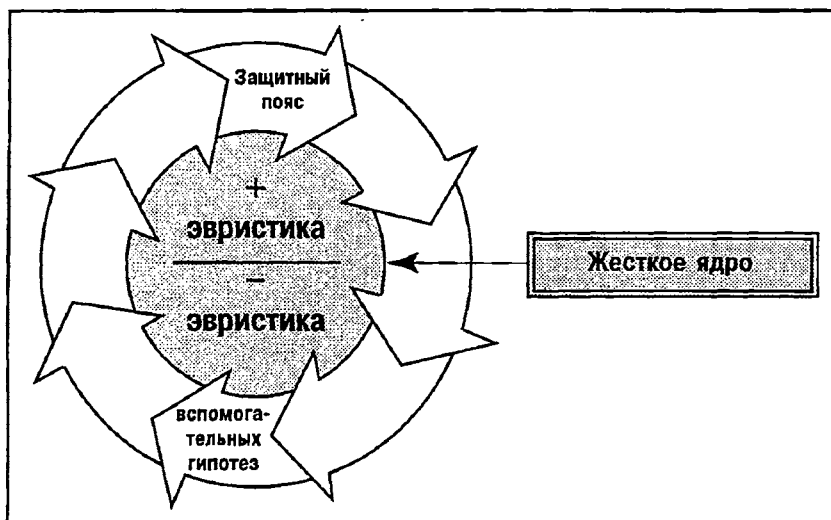 Защитный
пояс
+
эвристика
−
эвристика
вспомога-
тельных
гипотез
Жесткое ядро